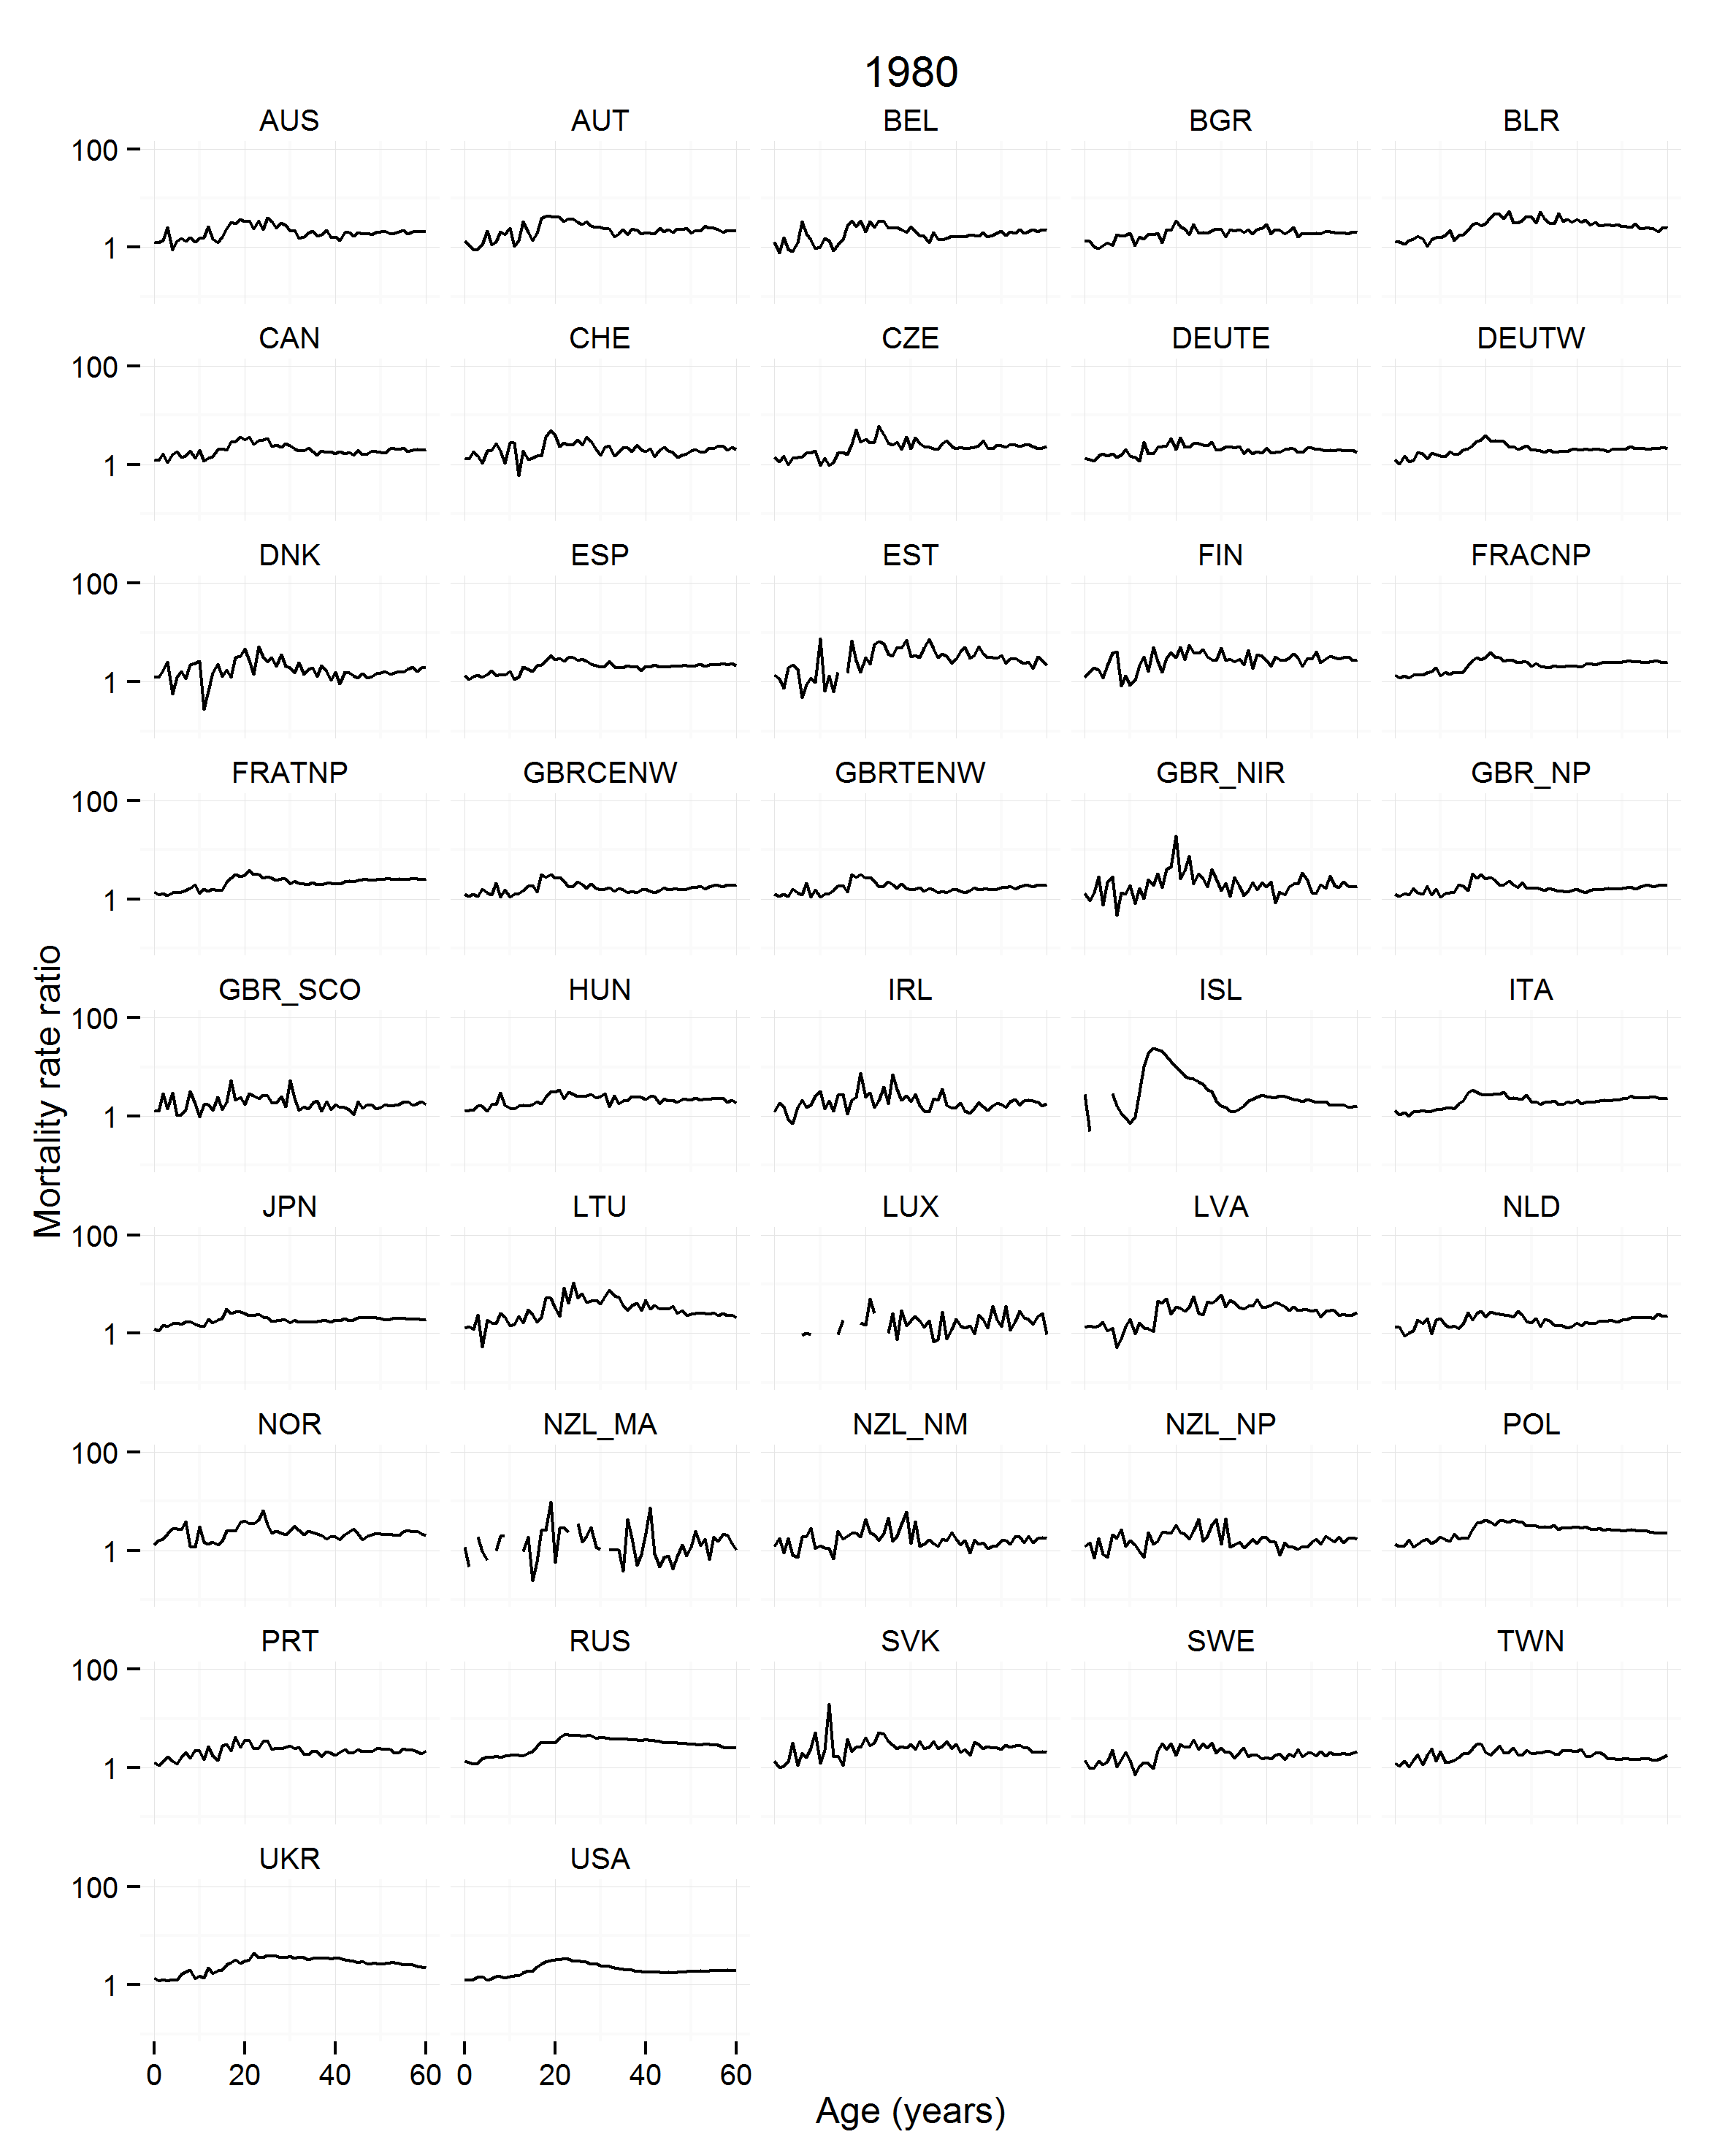 1980
AUS AUT BEL BGR BLR
100
1
CAN CHE CZE DEUTE DEUTW
100
1
DNK ESP EST FIN FRACNP
100
1
FRATNP GBRCENW GBRTENW GBR_NIR GBR_NP
100
1
Mortality rate ratio
GBR_SCO HUN IRL ISL ITA
100
1
JPN LTU LUX LVA NLD
100
1
NOR NZL_MA NZL_NM NZL_NP POL
100
1
PRT RUS SVK SWE TWN
100
1
UKR USA
100
1
0 20 40 60 0 20 40 60
Age (years)